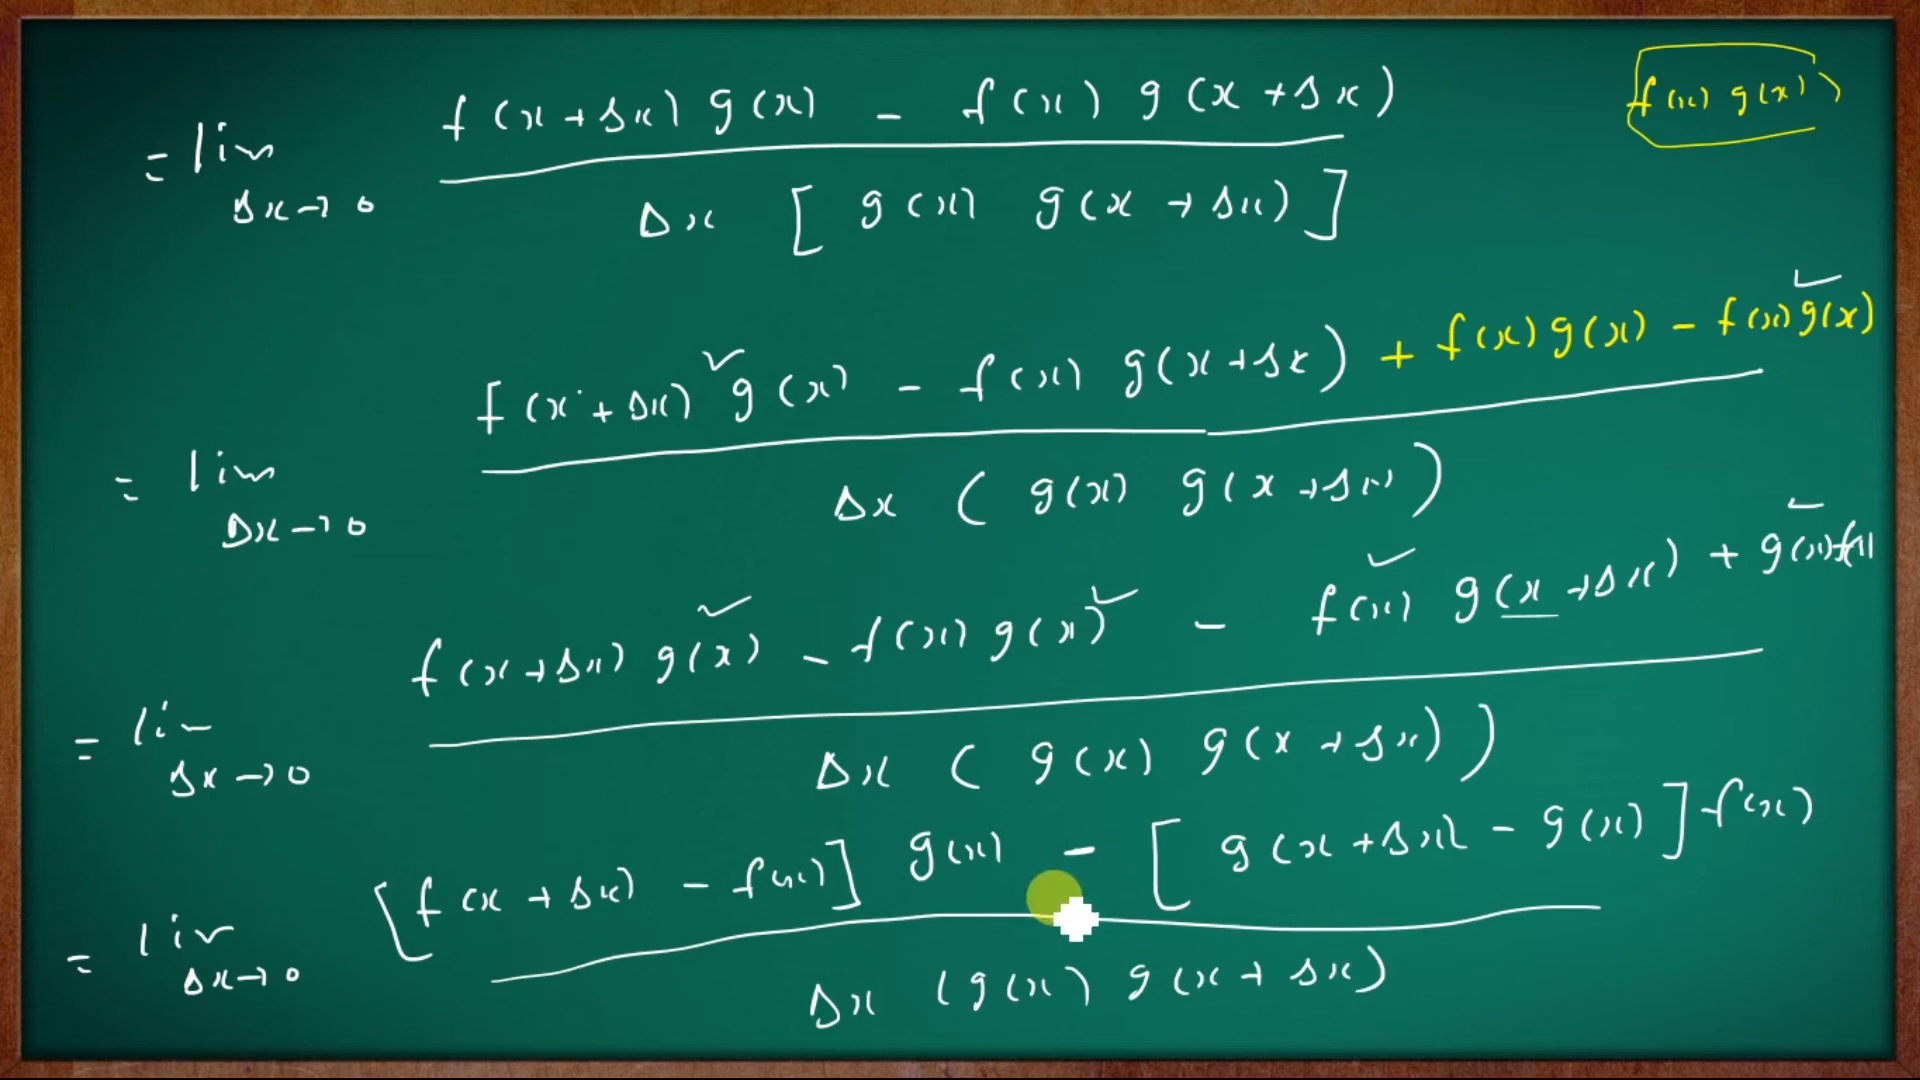 = lim Δx→0 f(x+Δx) g(x) - f(x) g(x+Δx) / Δx [ g(x) g(x+Δx) ]
f(x) g(x)
= lim Δx→0 f(x+Δx) g(x) - f(x) g(x+Δx) + f(x) g(x) - f(x) g(x) / Δx ( g(x) g(x+Δx) )
= lim Δx→0 f(x+Δx) g(x) - f(x) g(x) - f(x) g(x+Δx) + g(x) f(x) / Δx ( g(x) g(x+Δx) )
= lim Δx→0 [ f(x+Δx) - f(x) ] g(x) - [ g(x+Δx) - g(x) ] f(x) / Δx (g(x) g(x+Δx)